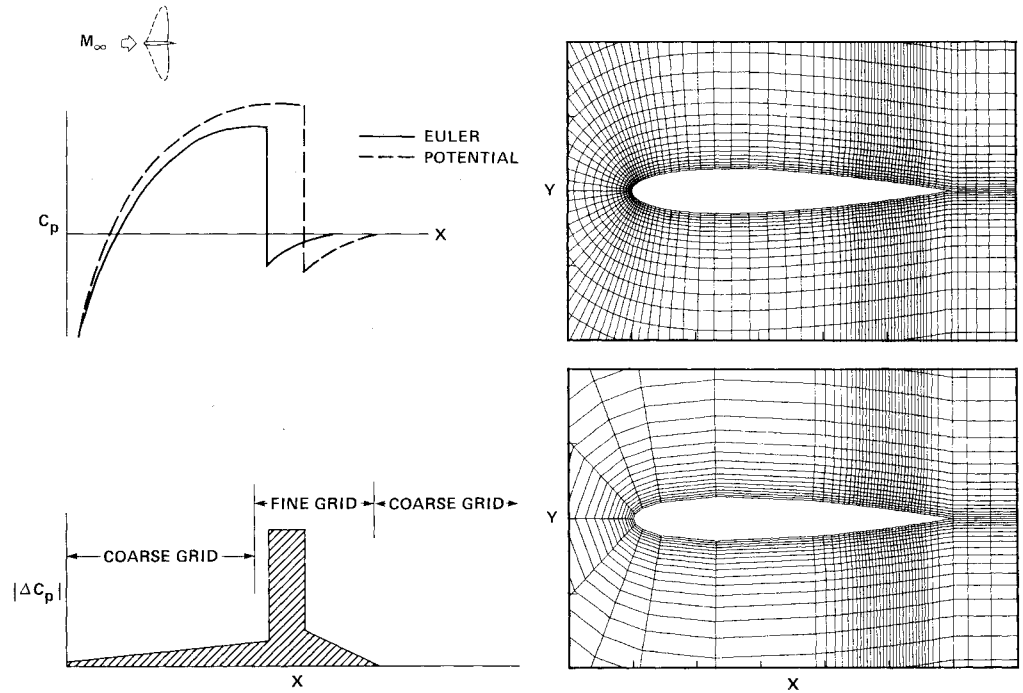 M∞
EULER
POTENTIAL
Cp
X
FINE GRID
COARSE GRID
COARSE GRID
|ΔCp|
X
Y
Y
X